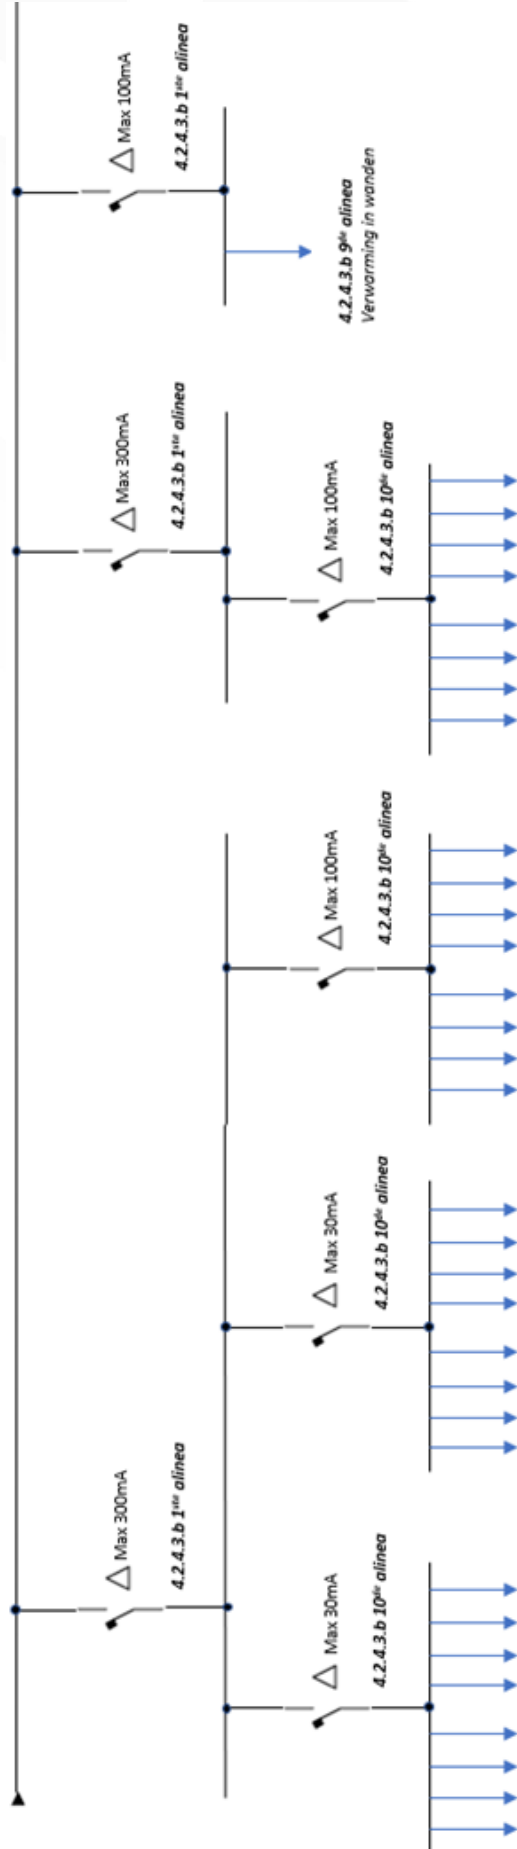 △ Max 300mA
4.2.4.3.b 1ste alinea
△ Max 300mA
4.2.4.3.b 1ste alinea
△ Max 100mA
4.2.4.3.b 1ste alinea
△ Max 30mA
4.2.4.3.b 10de alinea
△ Max 30mA
4.2.4.3.b 10de alinea
△ Max 100mA
4.2.4.3.b 10de alinea
△ Max 100mA
4.2.4.3.b 10de alinea
4.2.4.3.b 9de alinea
Verwarming in wanden